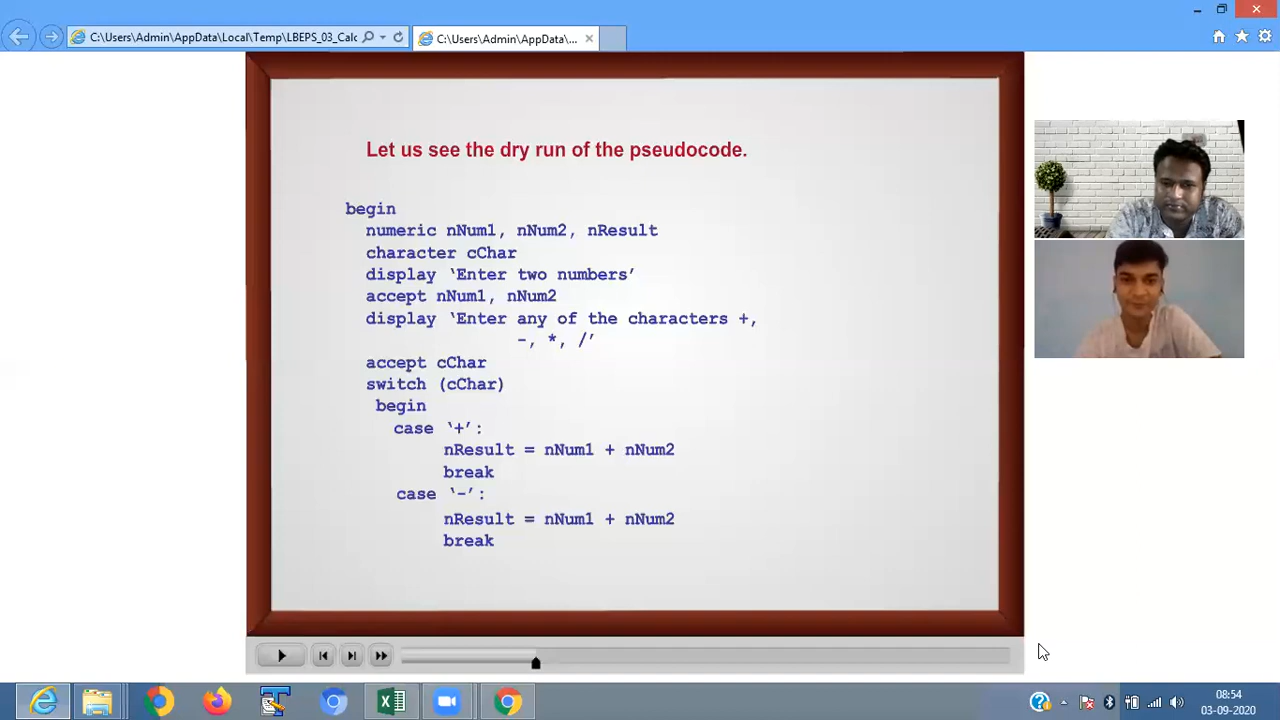 C:\Users\Admin\AppData\Local\Temp\LBEPS_03_Calc
C:\Users\Admin\AppData\...
Let us see the dry run of the pseudocode.
begin
numeric nNum1, nNum2, nResult
character cChar
display ‘Enter two numbers’
accept nNum1, nNum2
display ‘Enter any of the characters +,
-, *, /’
accept cChar
switch (cChar)
begin
case ‘+’:
nResult = nNum1 + nNum2
break
case ‘-’:
nResult = nNum1 + nNum2
break
08:54
03-09-2020